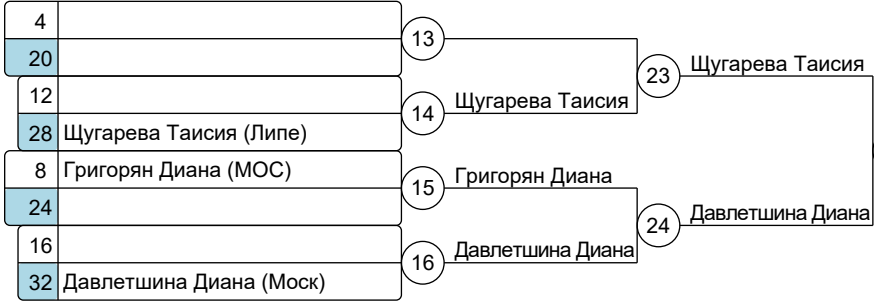 4
13
20
23 Щугарева Таисия
12
14 Щугарева Таисия
28 Щугарева Таисия (Липе)
8 Григорян Диана (МОС)
15 Григорян Диана
24
24 Давлетшина Диана
16
16 Давлетшина Диана
32 Давлетшина Диана (Моск)